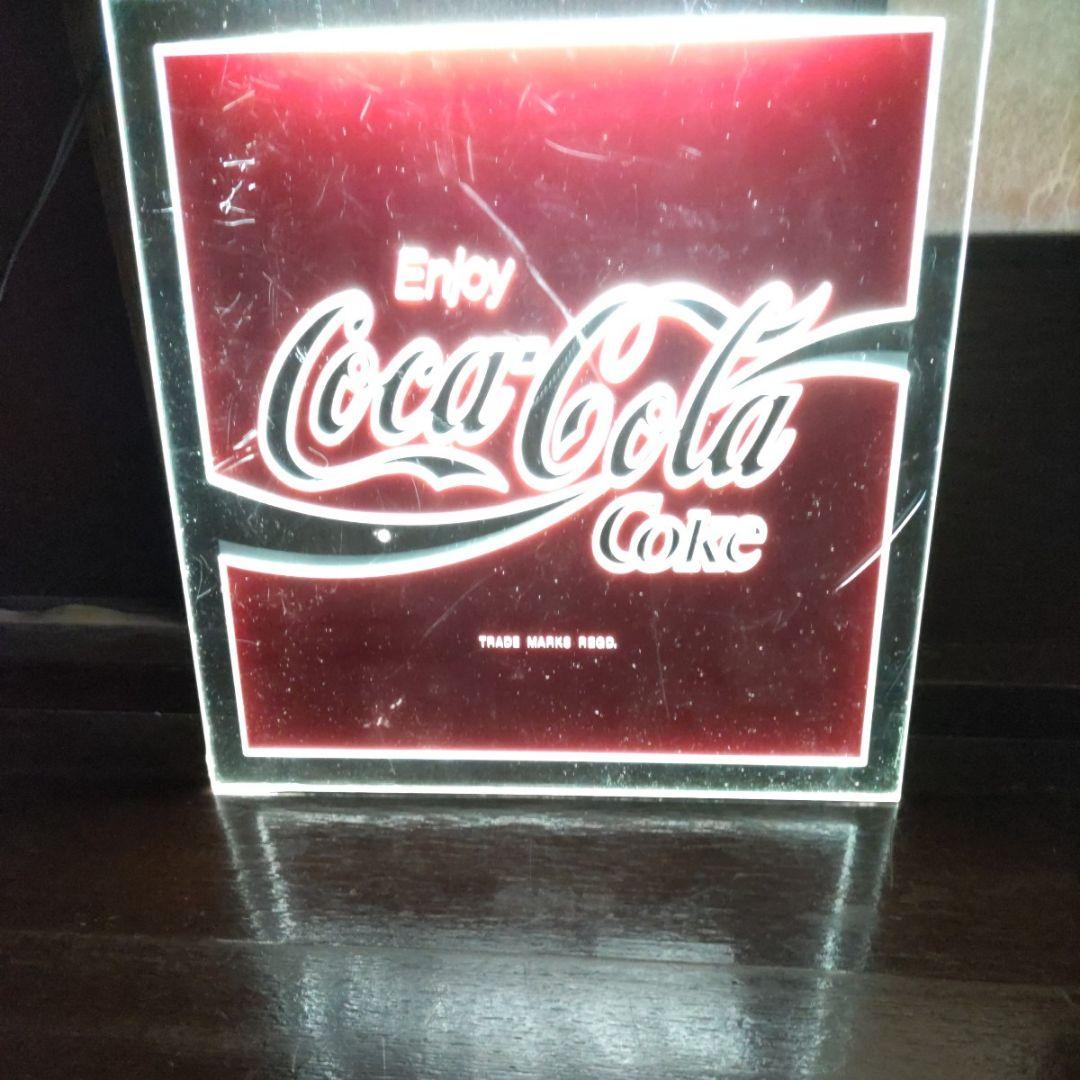 Enjoy
Coca-Cola
Coke
TRADE MARKS REGD.